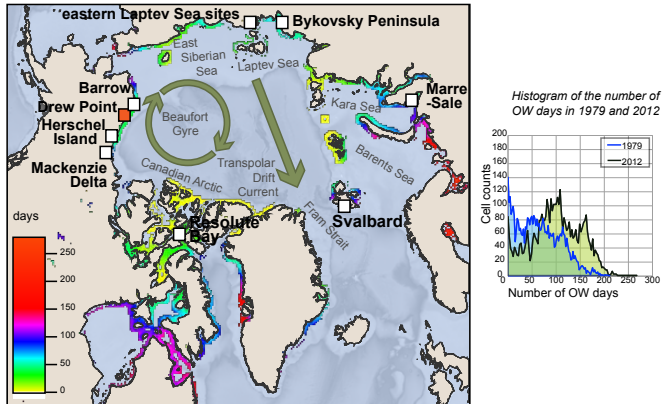 eastern Laptev Sea sites
Bykovsky Peninsula
East
Siberian
Sea
Laptev Sea
Barrow
Drew Point
Herschel
Island
Mackenzie
Delta
Beaufort
Gyre
Kara Sea
Marre
-Sale
Barents Sea
Canadian Arctic
Transpolar
Drift
Current
Fram Strait
Svalbard
Resolute
Bay
days
250
200
150
100
50
0
Histogram of the number of
OW days in 1979 and 2012
200
180
160
140
120
100
80
60
40
20
0
Cell counts
1979
2012
0 50 100 150 200 250 300
Number of OW days